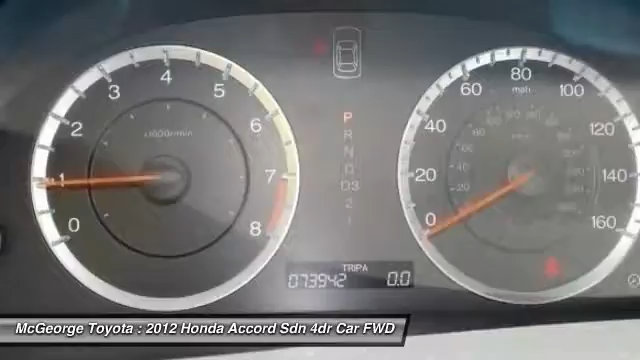 0 1 2 3 4 5 6 7 8
x1000r/min
P
R
N
D
D3
2
1
0 20 40 60 80 100 120 140 160
mph
TRIP A
073942 0.0
McGeorge Toyota : 2012 Honda Accord Sdn 4dr Car FWD